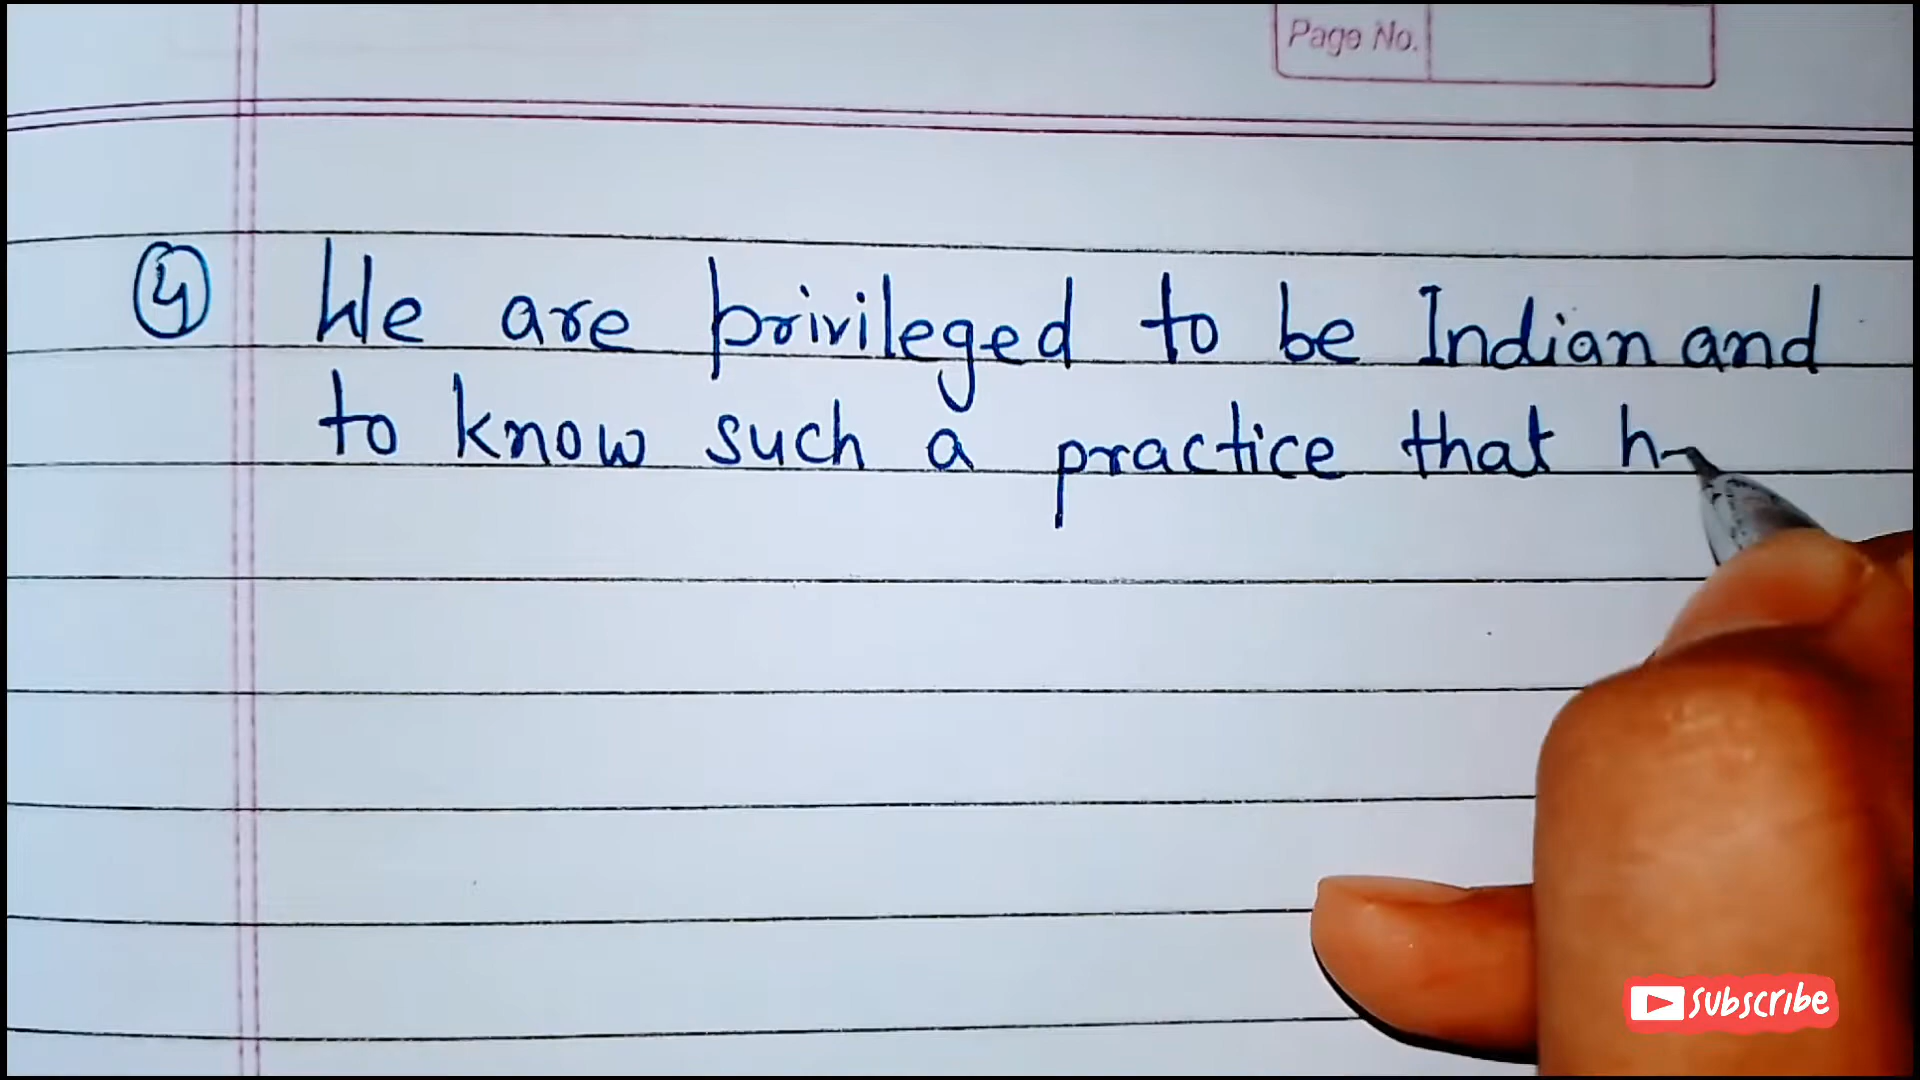 Page No.
4 We are privileged to be Indian and
to know such a practice that h
Subscribe